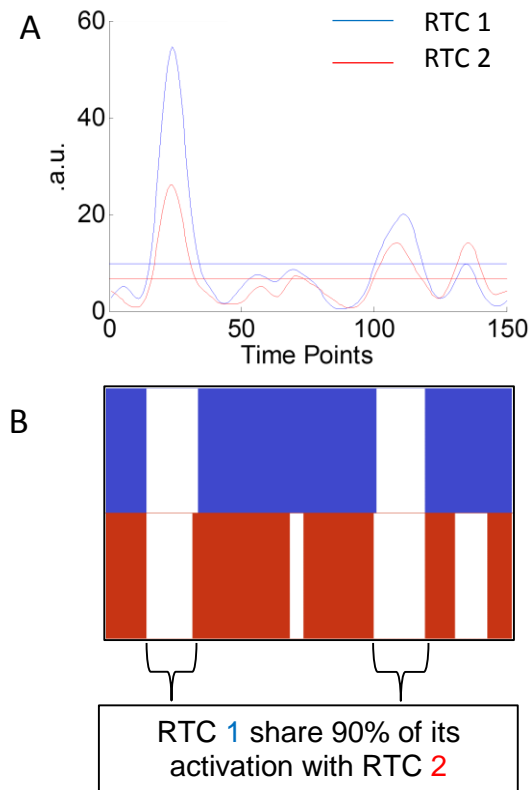 A
60
40
20
0
.a.u.
RTC 1
RTC 2
0 50 100 150
Time Points
B
RTC 1 share 90% of its
activation with RTC 2